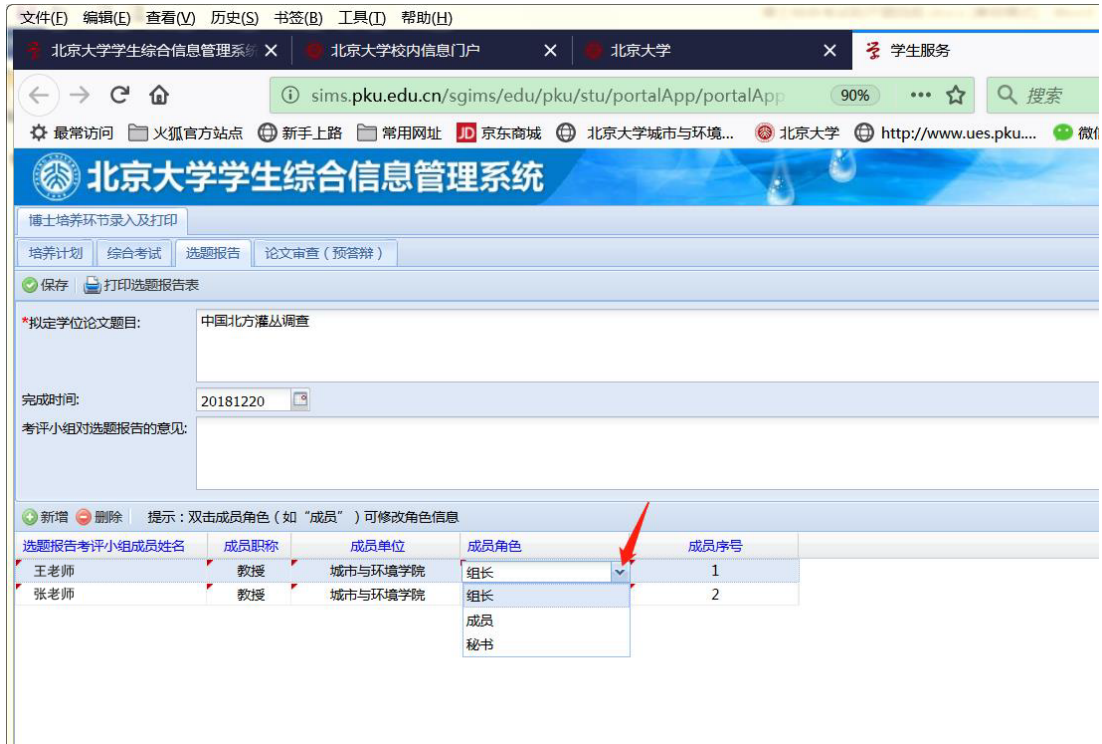 文件(F) 编辑(E) 查看(V) 历史(S) 书签(B) 工具(T) 帮助(H)
北京大学学生综合信息管理系 北京大学校内信息门户 北京大学 学生服务
sims.pku.edu.cn/sgims/edu/pku/stu/portalApp/portalApp 90% 搜索
最常访问 火狐官方站点 新手上路 常用网址 JD 京东商城 北京大学城市与环境... 北京大学 http://www.ues.pku.... 微信
北京大学学生综合信息管理系统
博士培养环节录入及打印
培养计划 综合考试 选题报告 论文审查(预答辩)
保存 打印选题报告表
*拟定学位论文题目: 中国北方灌丛调查
完成时间: 20181220
考评小组对选题报告的意见:
新增 删除 提示:双击成员角色(如“成员”)可修改角色信息
选题报告考评小组成员姓名 成员职称 成员单位 成员角色 成员序号
王老师 教授 城市与环境学院 组长 1
张老师 教授 城市与环境学院 组长 2
成员
秘书